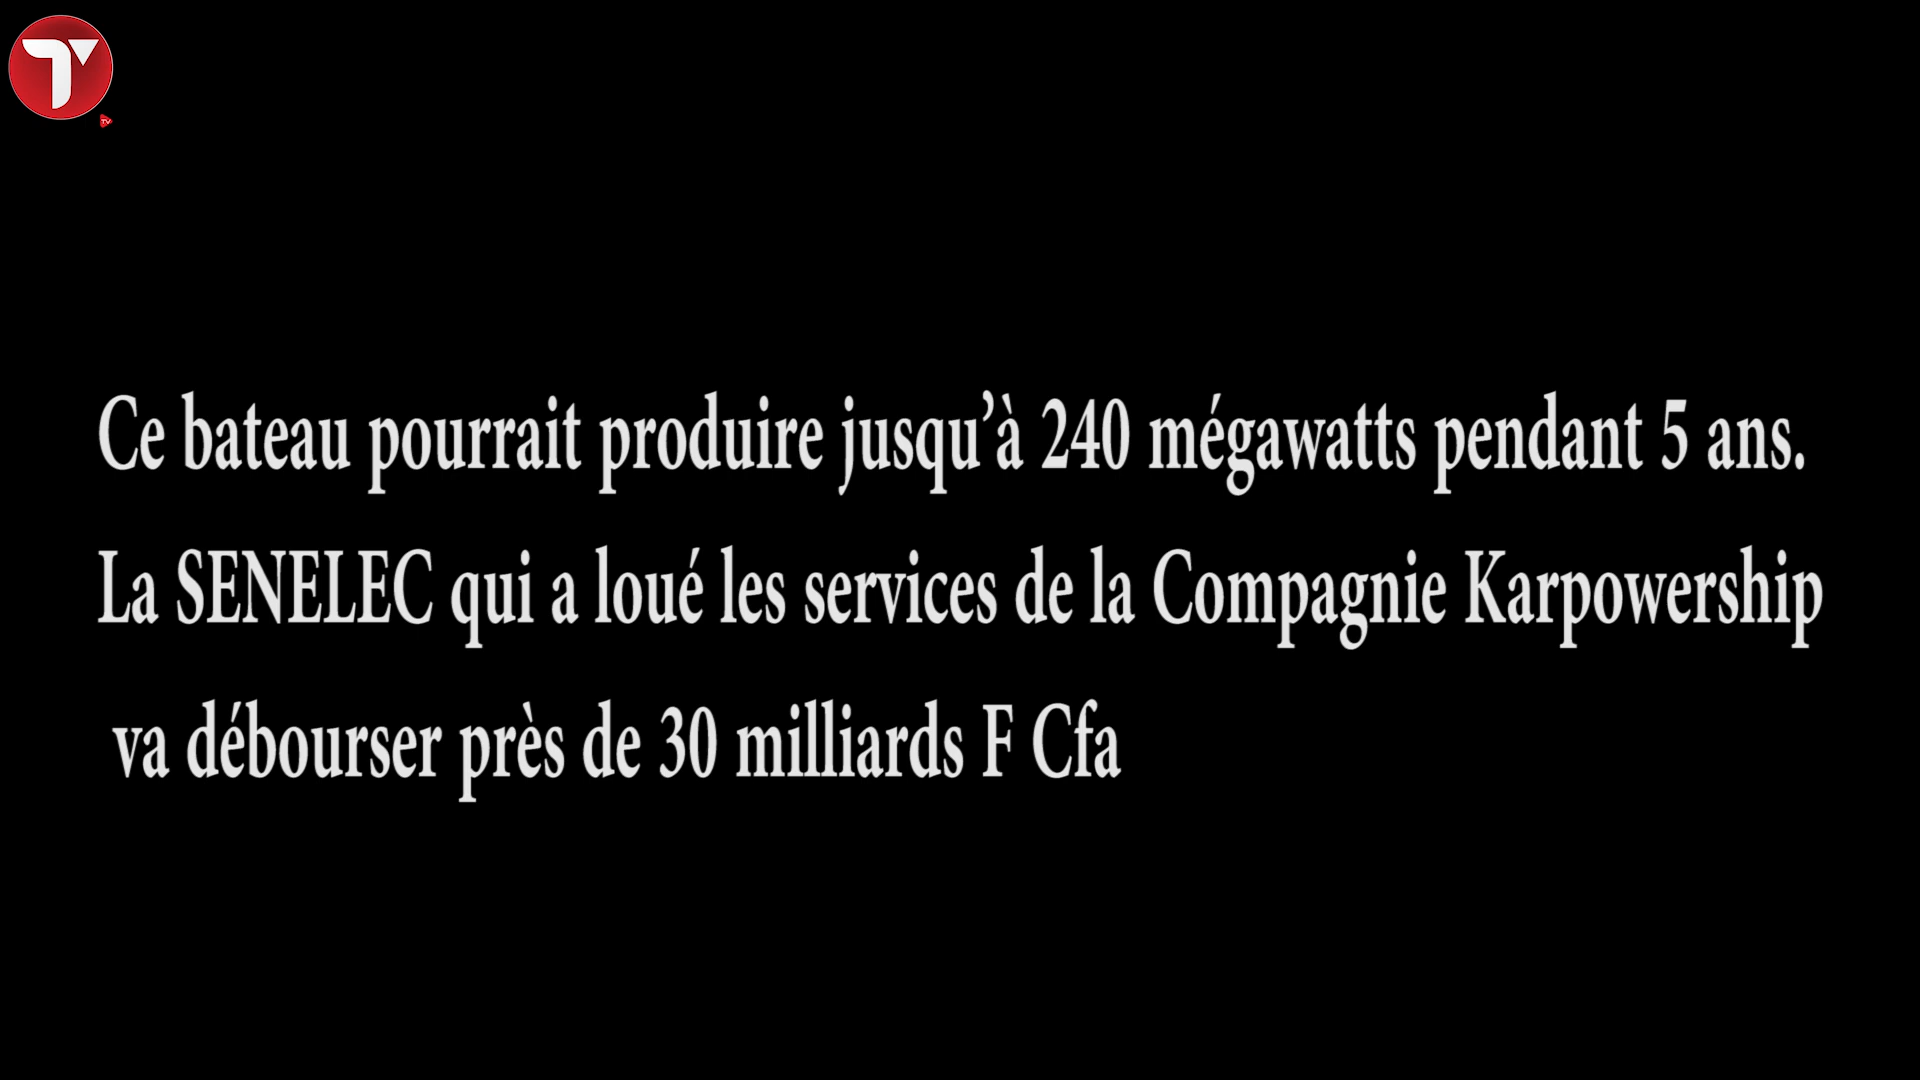 TV
Ce bateau pourrait produire jusqu’à 240 mégawatts pendant 5 ans.
La SENELEC qui a loué les services de la Compagnie Karpowership
va débourser près de 30 milliards F Cfa